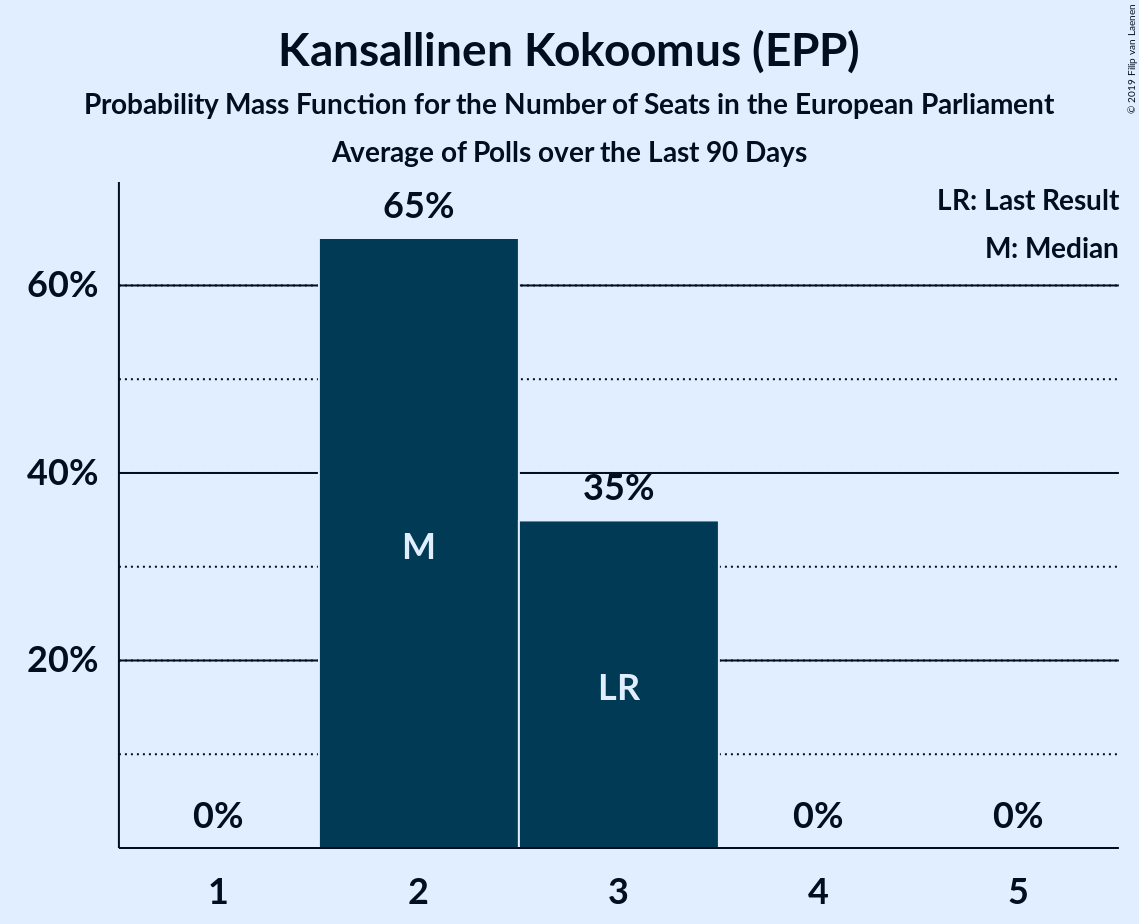 Kansallinen Kokoomus (EPP)
Probability Mass Function for the Number of Seats in the European Parliament
Average of Polls over the Last 90 Days
© 2019 Filip van Laenen
LR: Last Result
M: Median
65%
60%
40%
35%
M
20%
LR
0% 0% 0%
1 2 3 4 5